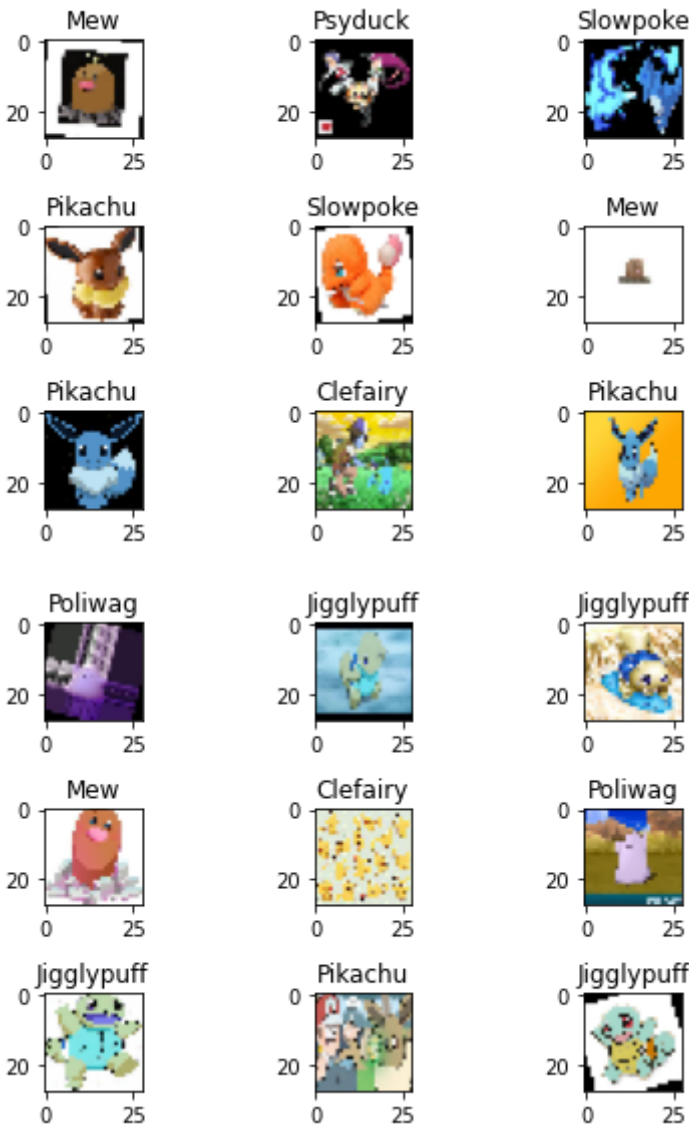 Mew Psyduck Slowpoke
0 0 0
20 20 20
0 25 0 25 0 25
Pikachu Slowpoke Mew
0 0 0
20 20 20
0 25 0 25 0 25
Pikachu Clefairy Pikachu
0 0 0
20 20 20
0 25 0 25 0 25
Poliwag Jigglypuff Jigglypuff
0 0 0
20 20 20
0 25 0 25 0 25
Mew Clefairy Poliwag
0 0 0
20 20 20
0 25 0 25 0 25
Jigglypuff Pikachu Jigglypuff
0 0 0
20 20 20
0 25 0 25 0 25